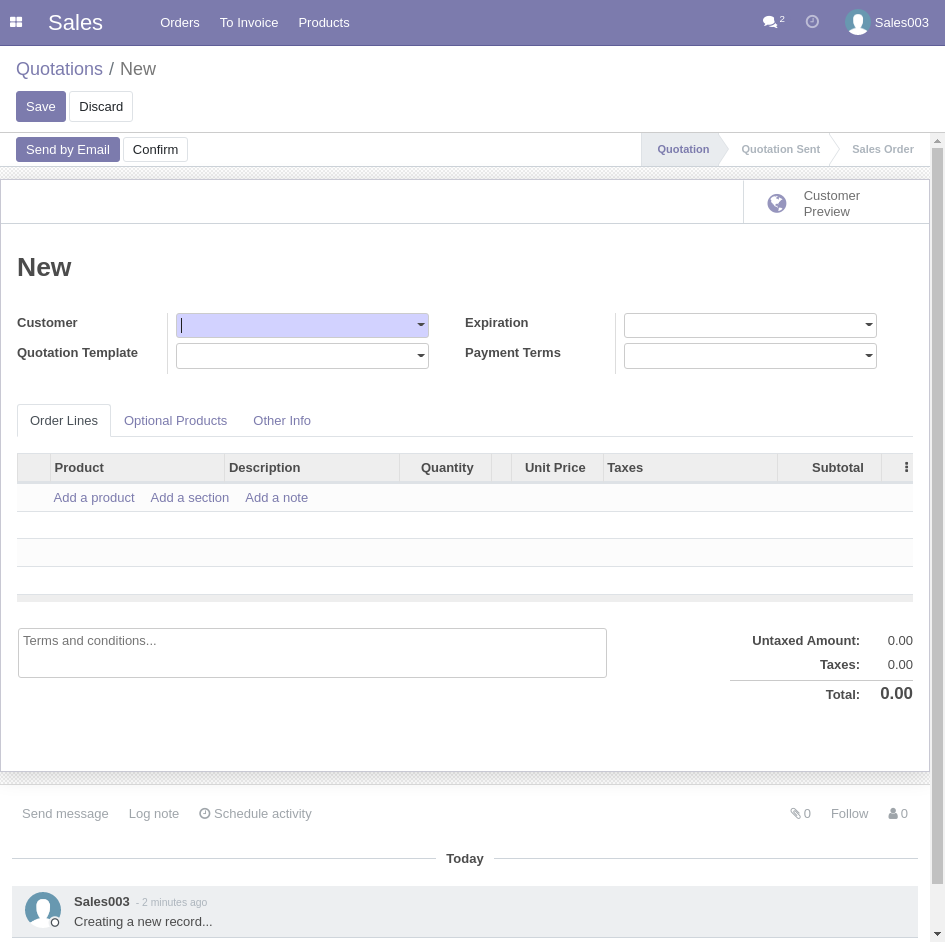 Sales Orders To Invoice Products 2 Sales003
Quotations / New
Save Discard
Send by Email Confirm Quotation Quotation Sent Sales Order
Customer
Preview
New
Customer Expiration
Quotation Template Payment Terms
Order Lines Optional Products Other Info
Product Description Quantity Unit Price Taxes Subtotal
Add a product Add a section Add a note
Terms and conditions... Untaxed Amount: 0.00
Taxes: 0.00
Total: 0.00
Send message Log note Schedule activity 0 Follow 0
Today
Sales003 - 2 minutes ago
Creating a new record...